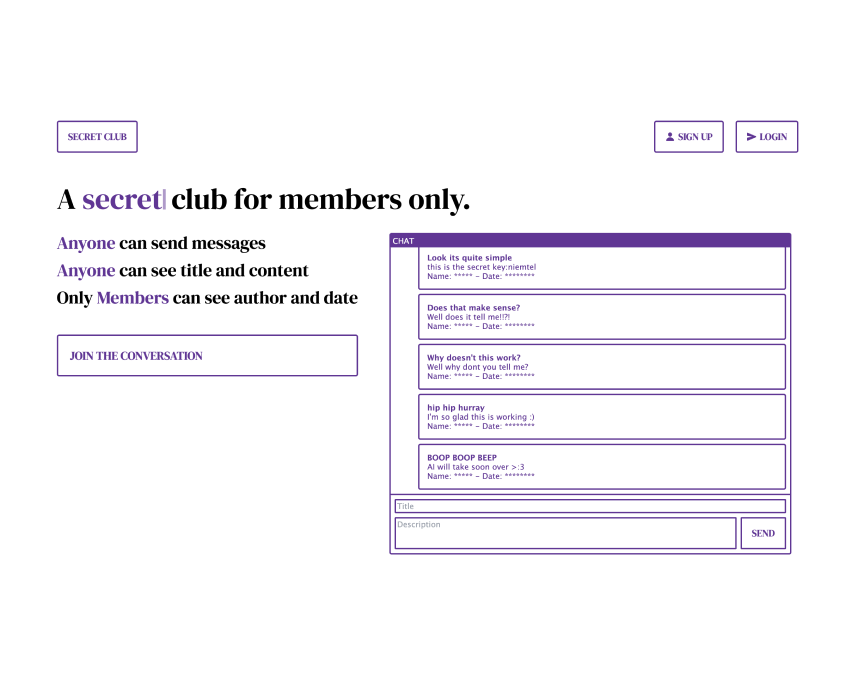 SECRET CLUB
SIGN UP
LOGIN
A secret club for members only.
Anyone can send messages
Anyone can see title and content
Only Members can see author and date
JOIN THE CONVERSATION
CHAT
Look its quite simple
this is the secret key:niemtel
Name: ***** - Date: ********
Does that make sense?
Well does it tell me!!?!
Name: ***** - Date: ********
Why doesn't this work?
Well why dont you tell me?
Name: ***** - Date: ********
hip hip hurray
I'm so glad this is working :)
Name: ***** - Date: ********
BOOP BOOP BEEP
AI will take soon over >:3
Name: ***** - Date: ********
Title
Description
SEND